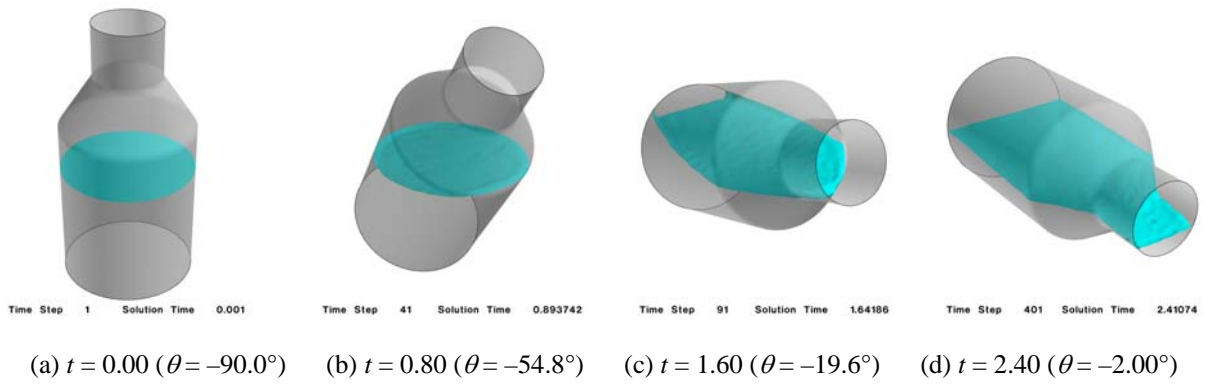 Time Step 1 Solution Time 0.001
Time Step 41 Solution Time 0.893742
Time Step 91 Solution Time 1.64186
Time Step 401 Solution Time 2.41074
(a) t = 0.00 (θ = –90.0°)
(b) t = 0.80 (θ = –54.8°)
(c) t = 1.60 (θ = –19.6°)
(d) t = 2.40 (θ = –2.00°)